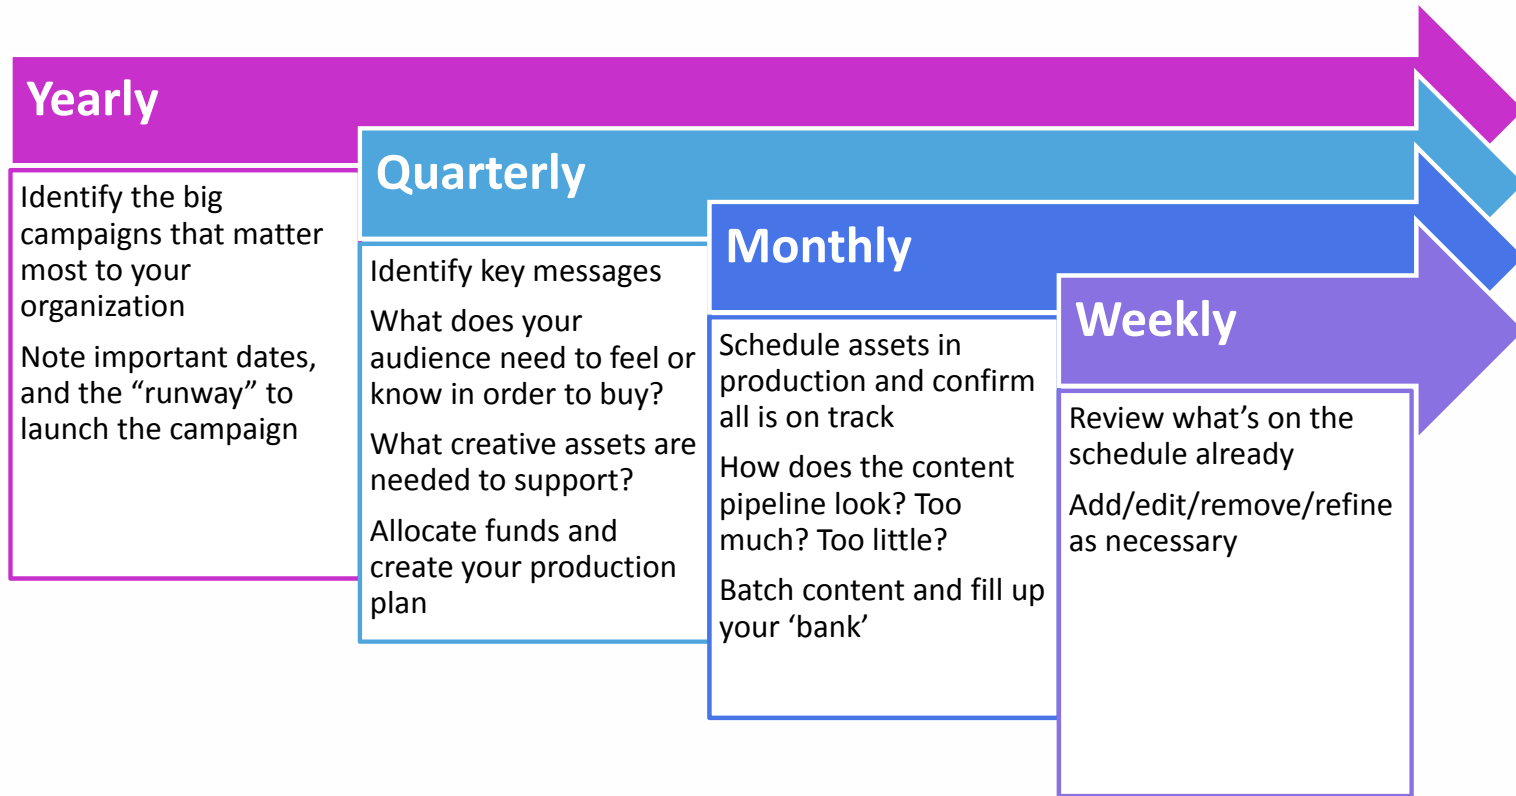 Yearly
Identify the big
campaigns that matter
most to your
organization
Note important dates,
and the “runway” to
launch the campaign
Quarterly
Identify key messages
What does your
audience need to feel or
know in order to buy?
What creative assets are
needed to support?
Allocate funds and
create your production
plan
Monthly
Schedule assets in
production and confirm
all is on track
How does the content
pipeline look? Too
much? Too little?
Batch content and fill up
your ‘bank’
Weekly
Review what’s on the
schedule already
Add/edit/remove/refine
as necessary